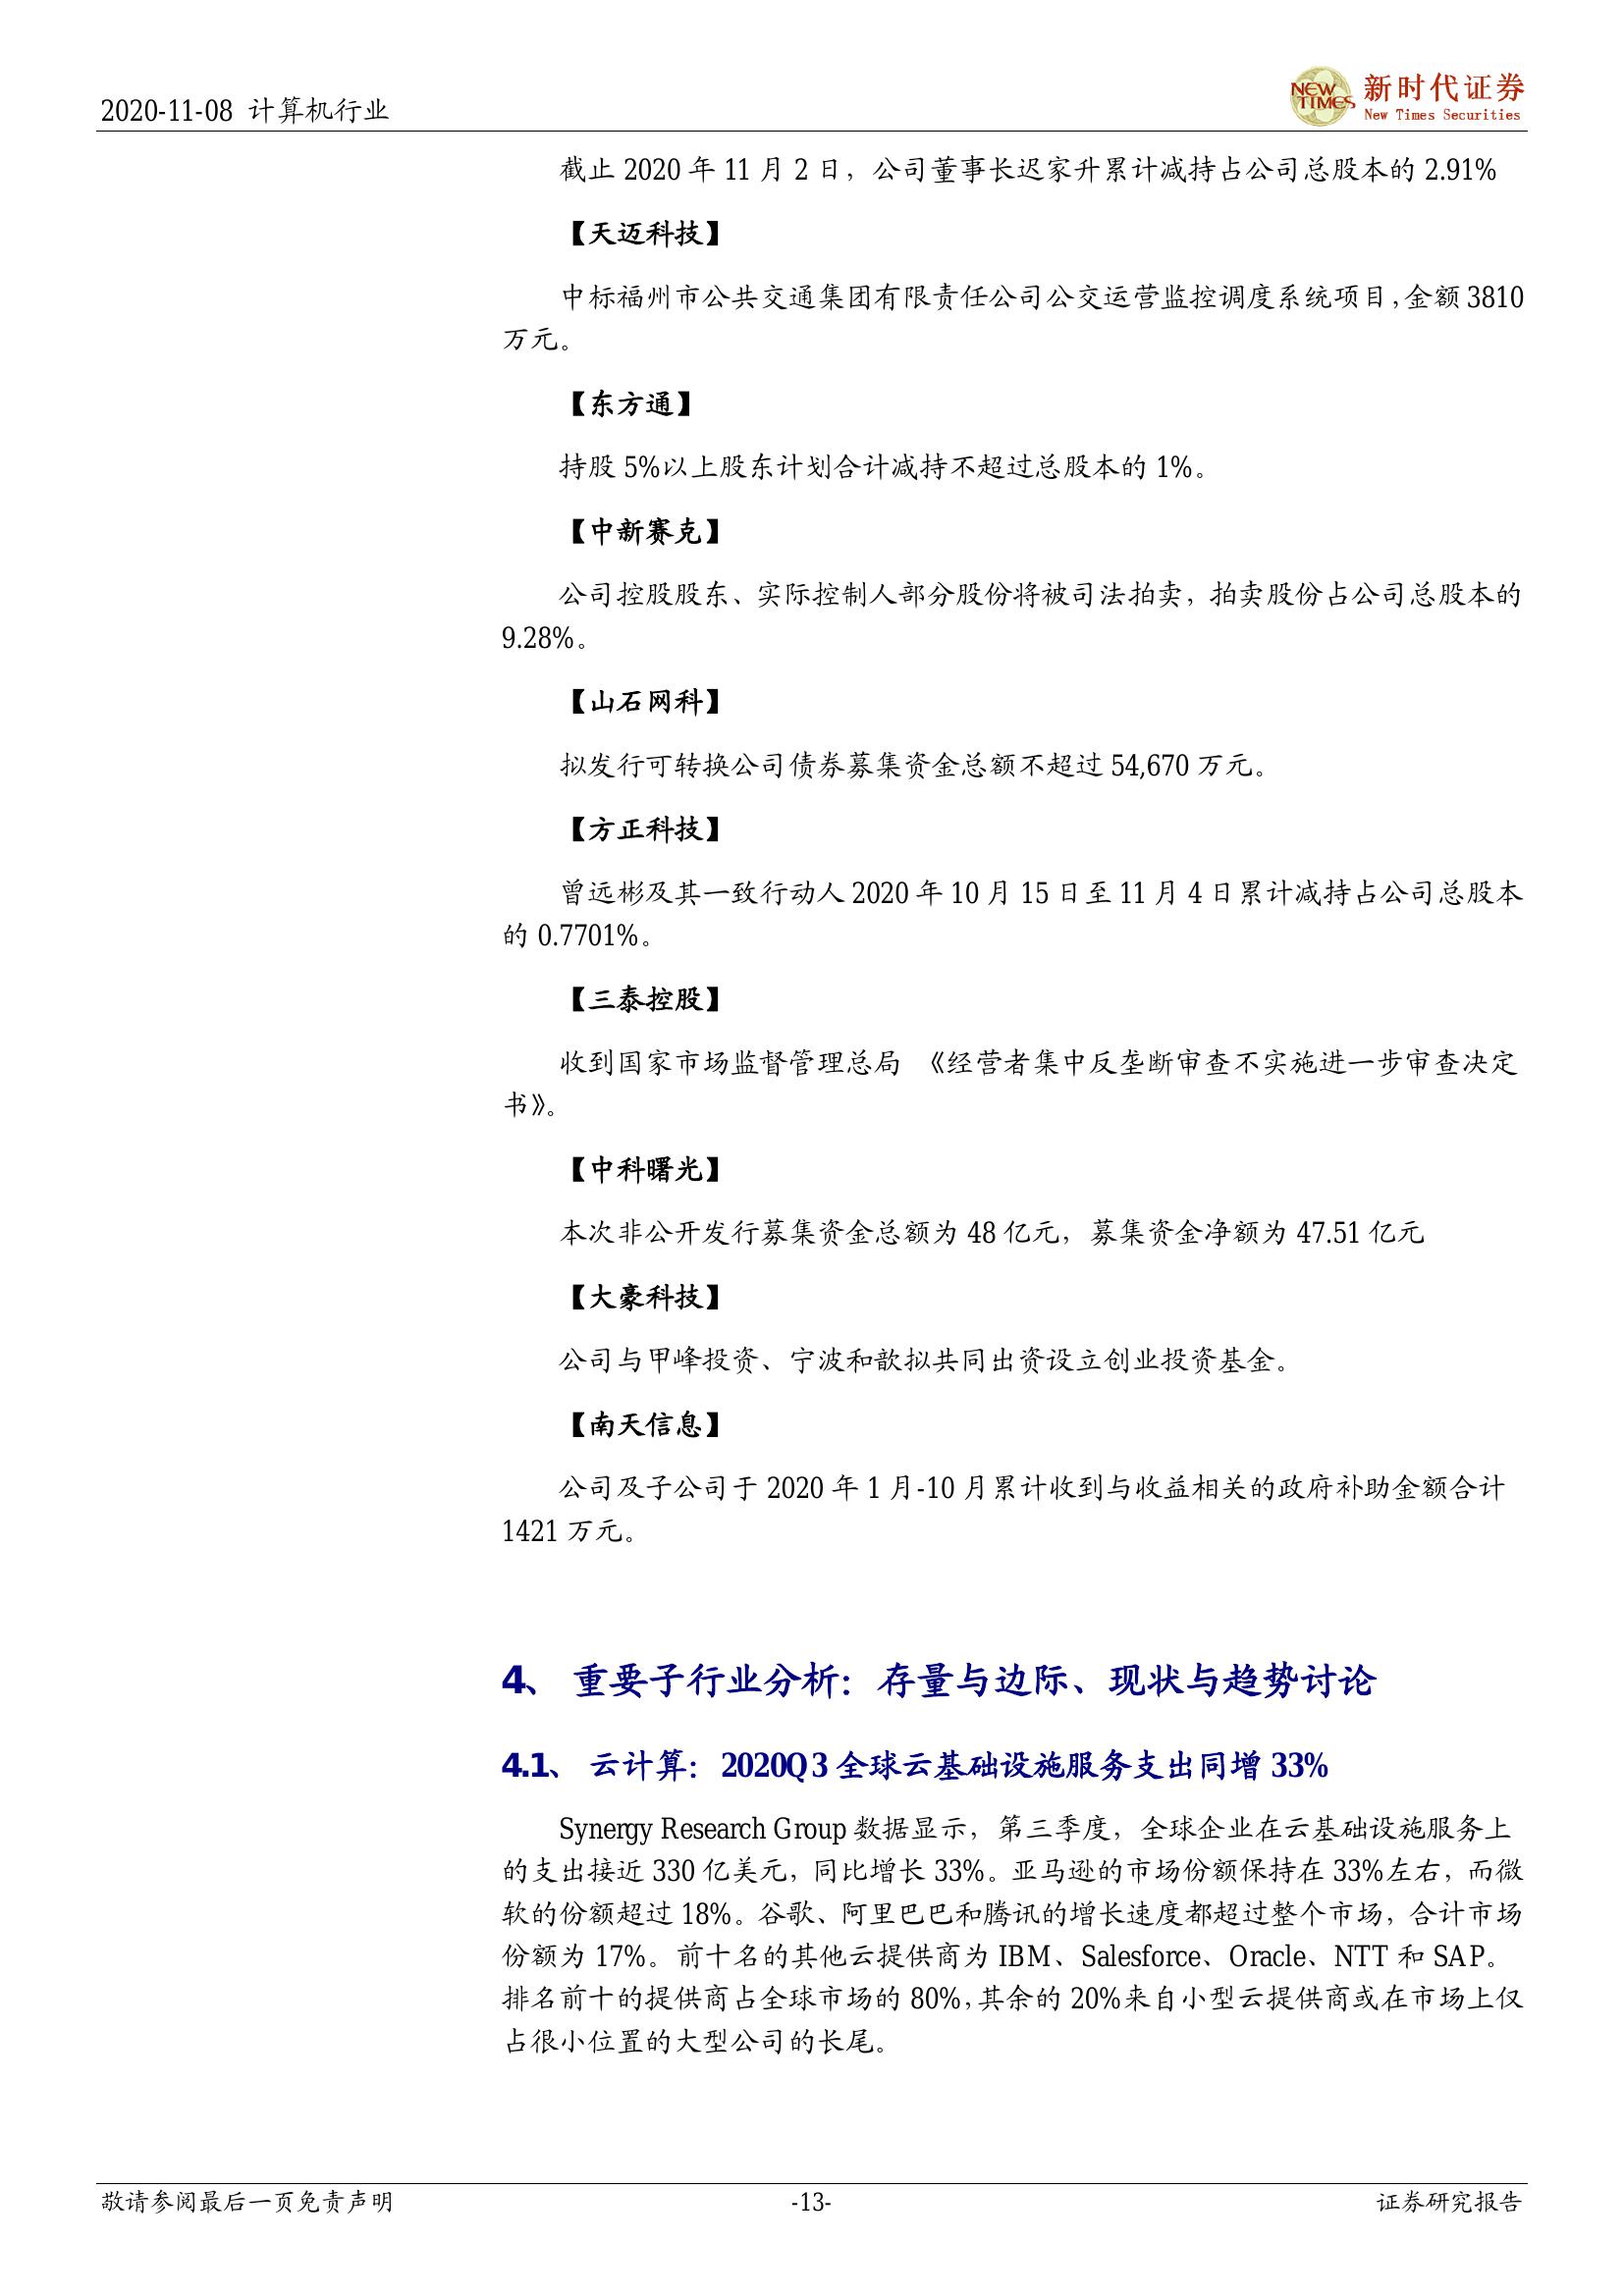 2020-11-08 计算机行业
NEW TIMES
新时代证券
New Times Securities
截止 2020 年 11 月 2 日，公司董事长迟家升累计减持占公司总股本的 2.91%
【天迈科技】
中标福州市公共交通集团有限责任公司公交运营监控调度系统项目，金额 3810
万元。
【东方通】
持股 5%以上股东计划合计减持不超过总股本的 1%。
【中新赛克】
公司控股股东、实际控制人部分股份将被司法拍卖，拍卖股份占公司总股本的
9.28%。
【山石网科】
拟发行可转换公司债券募集资金总额不超过 54,670 万元。
【方正科技】
曾远彬及其一致行动人 2020 年 10 月 15 日至 11 月 4 日累计减持占公司总股本
的 0.7701%。
【三泰控股】
收到国家市场监督管理总局 《经营者集中反垄断审查不实施进一步审查决定
书》。
【中科曙光】
本次非公开发行募集资金总额为 48 亿元，募集资金净额为 47.51 亿元
【大豪科技】
公司与甲峰投资、宁波和歆拟共同出资设立创业投资基金。
【南天信息】
公司及子公司于 2020 年 1 月-10 月累计收到与收益相关的政府补助金额合计
1421 万元。
4、 重要子行业分析：存量与边际、现状与趋势讨论
4.1、 云计算：2020Q3 全球云基础设施服务支出同增 33%
Synergy Research Group 数据显示，第三季度，全球企业在云基础设施服务上
的支出接近 330 亿美元，同比增长 33%。亚马逊的市场份额保持在 33%左右，而微
软的份额超过 18%。谷歌、阿里巴巴和腾讯的增长速度都超过整个市场，合计市场
份额为 17%。前十名的其他云提供商为 IBM、Salesforce、Oracle、NTT 和 SAP。
排名前十的提供商占全球市场的 80%，其余的 20%来自小型云提供商或在市场上仅
占很小位置的大型公司的长尾。
敬请参阅最后一页免责声明
-13-
证券研究报告